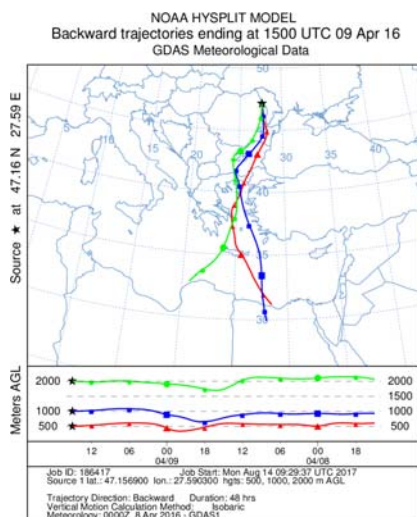 NOAA HYSPLIT MODEL
Backward trajectories ending at 1500 UTC 09 Apr 16
GDAS Meteorological Data
Source ★ at 47.16 N 27.59 E
50
5
10
15
20
25
30
35
45
40
35
30
Meters AGL
2000
1000
500
2000
1500
1000
500
12 06 00 18 12 06 00 18
04/09 04/08
Job ID: 186417 Job Start: Mon Aug 14 09:29:37 UTC 2017
Source 1 lat.: 47.156900 lon.: 27.590300 hgts: 500, 1000, 2000 m AGL
Trajectory Direction: Backward Duration: 48 hrs
Vertical Motion Calculation Method: Isobaric
Meteorology: 0000Z 8 Apr 2016 - GDAS1